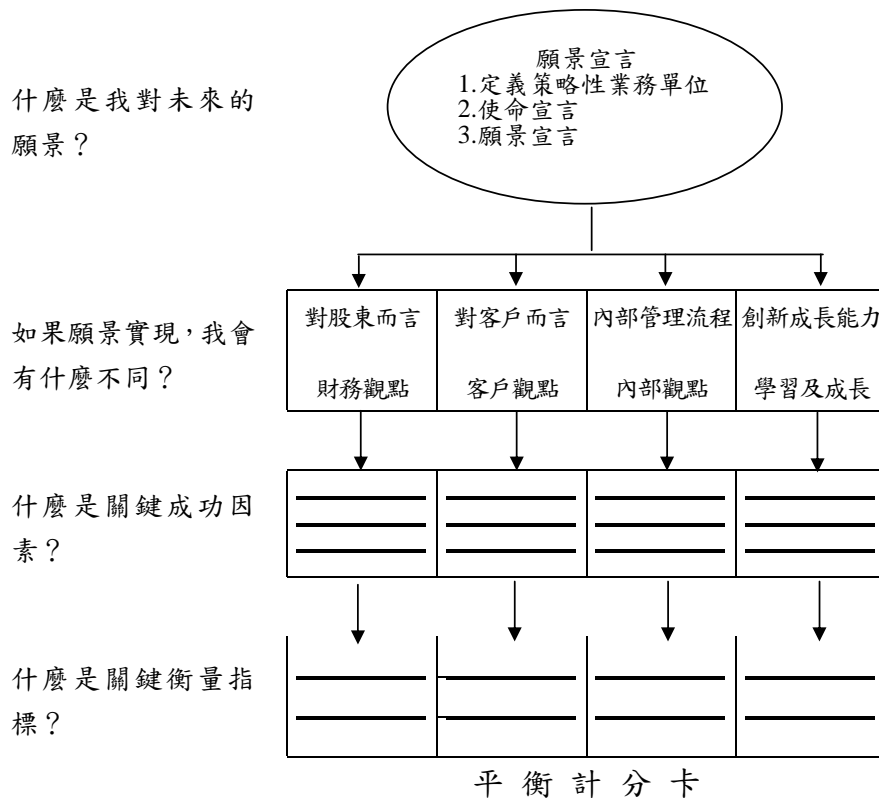 願景宣言
1.定義策略性業務單位
2.使命宣言
3.願景宣言
什麼是我對未來的
願景？
如果願景實現，我會
有什麼不同？
對股東而言
對客戶而言
內部管理流程
創新成長能力
財務觀點
客戶觀點
內部觀點
學習及成長
什麼是關鍵成功因
素？
什麼是關鍵衡量指
標？
平衡計分卡